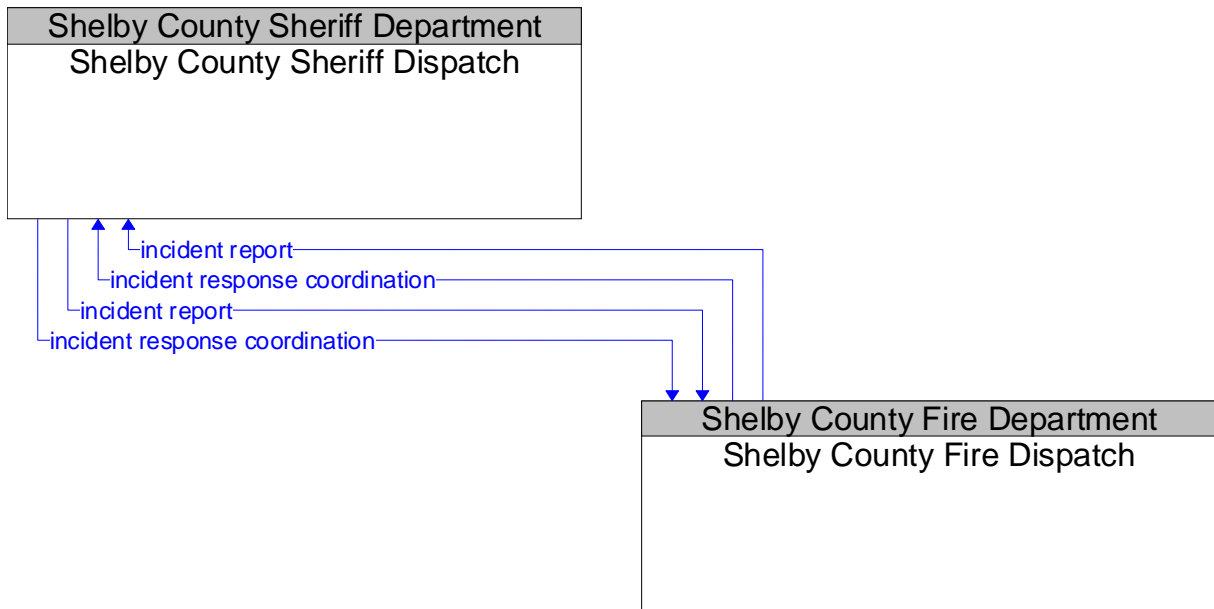 Shelby County Sheriff Department
Shelby County Sheriff Dispatch
incident report
incident response coordination
incident report
incident response coordination
Shelby County Fire Department
Shelby County Fire Dispatch